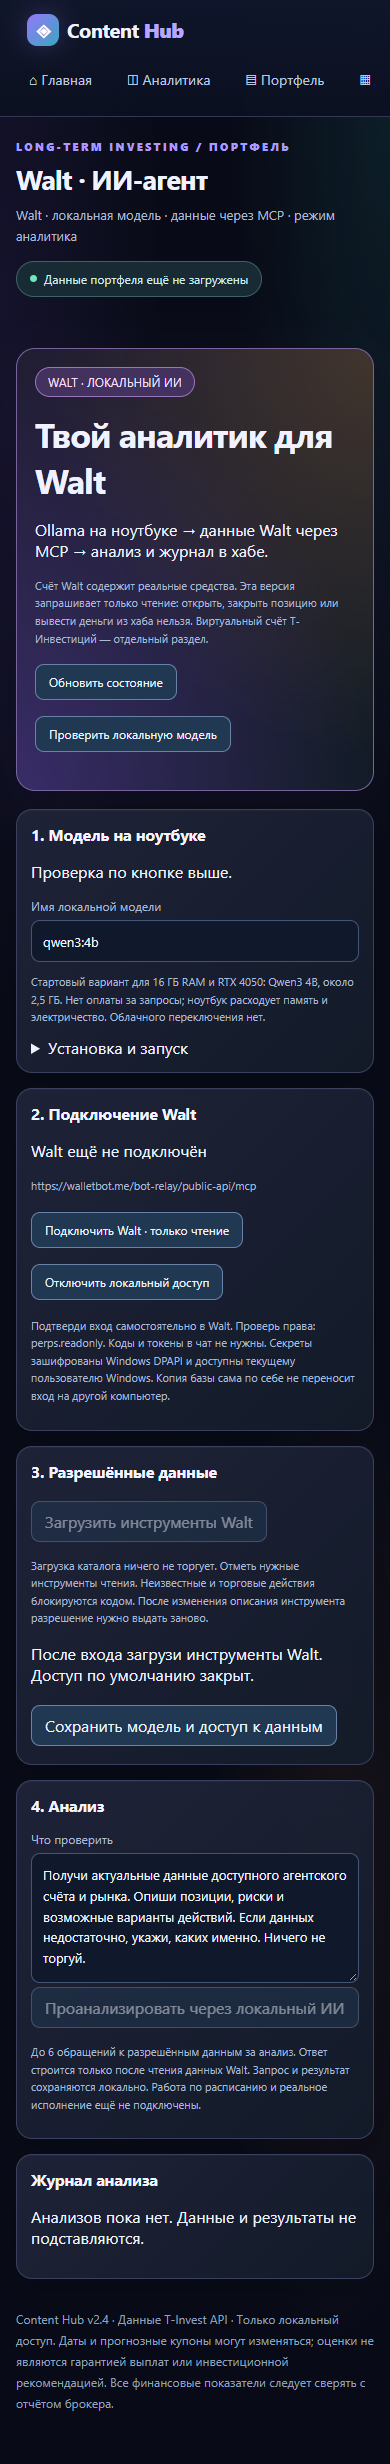 Content Hub
Главная Аналитика Портфель
LONG-TERM INVESTING / ПОРТФЕЛЬ
Walt · ИИ-агент
Walt · локальная модель · данные через MCP · режим
аналитика
Данные портфеля ещё не загружены
WALT · ЛОКАЛЬНЫЙ ИИ
Твой аналитик для
Walt
Ollama на ноутбуке → данные Walt через
MCP → анализ и журнал в хабе.
Счёт Walt содержит реальные средства. Эта версия
запрашивает только чтение: открыть, закрыть позицию или
вывести деньги из хаба нельзя. Виртуальный счёт Т-
Инвестиций — отдельный раздел.
Обновить состояние
Проверить локальную модель
1. Модель на ноутбуке
Проверка по кнопке выше.
Имя локальной модели
qwen3:4b
Стартовый вариант для 16 ГБ RAM и RTX 4050: Qwen3 4B, около
2,5 ГБ. Нет оплаты за запросы; ноутбук расходует память и
электричество. Облачного переключения нет.
Установка и запуск
2. Подключение Walt
Walt ещё не подключён
https://walletbot.me/bot-relay/public-api/mcp
Подключить Walt · только чтение
Отключить локальный доступ
Подтверди вход самостоятельно в Walt. Проверь права:
perps.readonly. Коды и токены в чат не нужны. Секреты
зашифрованы Windows DPAPI и доступны текущему
пользователю Windows. Копия базы сама по себе не переносит
вход на другой компьютер.
3. Разрешённые данные
Загрузить инструменты Walt
Загрузка каталога ничего не торгует. Отметь нужные
инструменты чтения. Неизвестные и торговые действия
блокируются кодом. После изменения описания инструмента
разрешение нужно выдать заново.
После входа загрузи инструменты Walt.
Доступ по умолчанию закрыт.
Сохранить модель и доступ к данным
4. Анализ
Что проверить
Получи актуальные данные доступного агентского
счёта и рынка. Опиши позиции, риски и
возможные варианты действий. Если данных
недостаточно, укажи, каких именно. Ничего не
торгуй.
Проанализировать через локальный ИИ
До 6 обращений к разрешённым данным за анализ. Ответ
строится только после чтения данных Walt. Запрос и результат
сохраняются локально. Работа по расписанию и реальное
исполнение ещё не подключены.
Журнал анализа
Анализов пока нет. Данные и результаты не
подставляются.
Content Hub v2.4 · Данные T-Invest API · Только локальный
доступ. Даты и прогнозные купоны могут изменяться; оценки не
являются гарантией выплат или инвестиционной
рекомендацией. Все финансовые показатели следует сверять с
отчётом брокера.